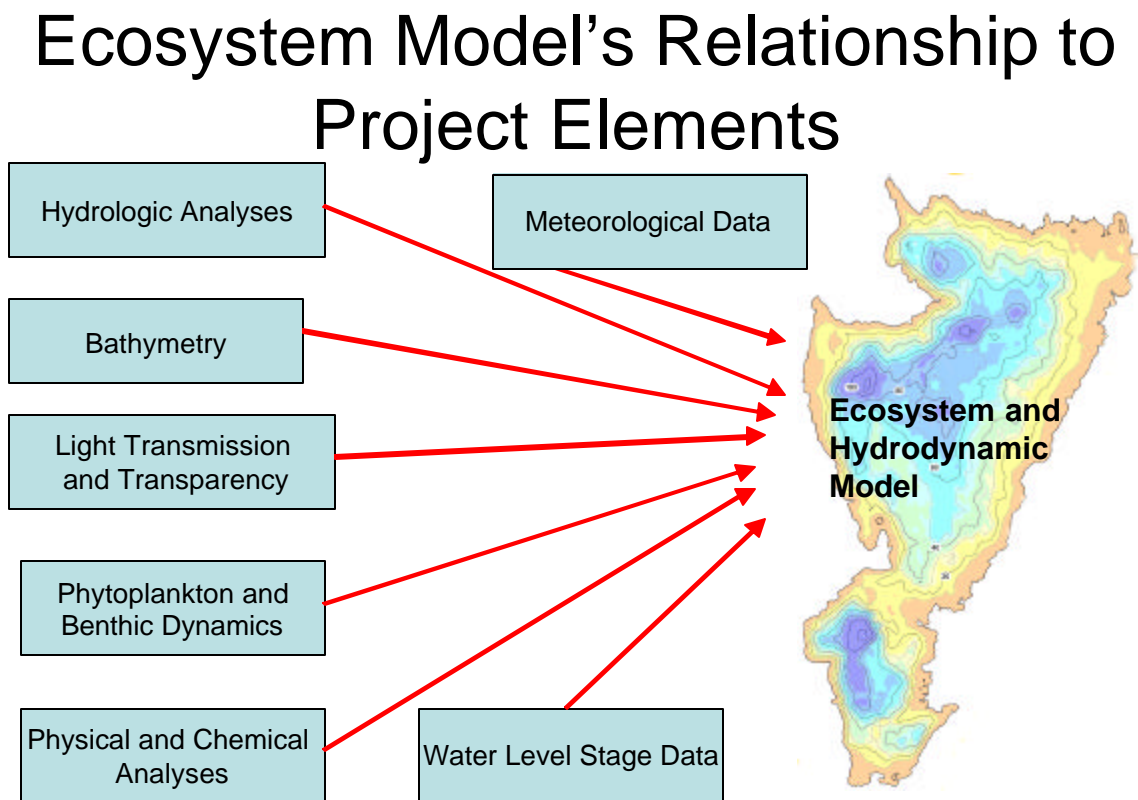 Ecosystem Model's Relationship to
Project Elements
Hydrologic Analyses
Meteorological Data
Bathymetry
Light Transmission
and Transparency
Phytoplankton and
Benthic Dynamics
Physical and Chemical
Analyses
Water Level Stage Data
Ecosystem and
Hydrodynamic
Model